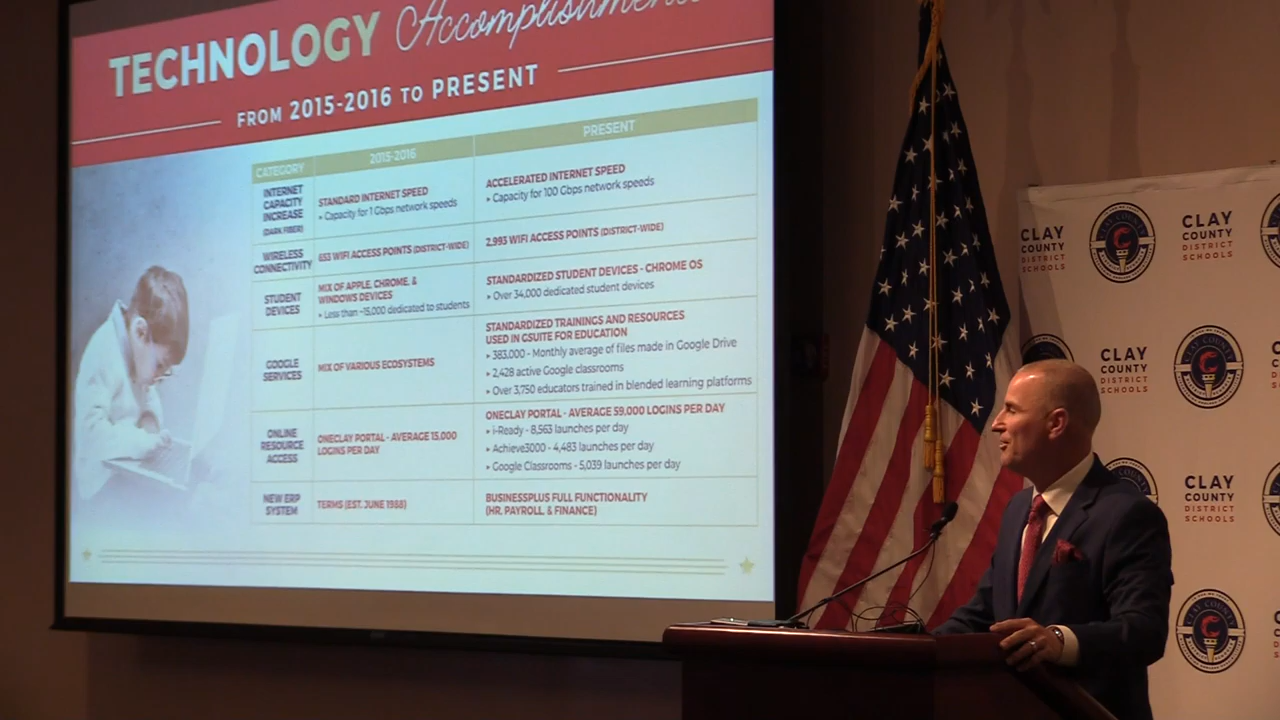 TECHNOLOGY Accomplishments
FROM 2015-2016 TO PRESENT
CATEGORY
2015-2016
PRESENT
INTERNET
CAPACITY
INCREASE
(DARK FIBER)
STANDARD INTERNET SPEED
▸ Capacity for 1 Gbps network speeds
ACCELERATED INTERNET SPEED
▸ Capacity for 100 Gbps network speeds
WIRELESS
CONNECTIVITY
653 WIFI ACCESS POINTS (DISTRICT-WIDE)
2,993 WIFI ACCESS POINTS (DISTRICT-WIDE)
STUDENT
DEVICES
MIX OF APPLE, CHROME, &
WINDOWS DEVICES
▸ Less than ~15,000 dedicated to students
STANDARDIZED STUDENT DEVICES - CHROME OS
▸ Over 34,000 dedicated student devices
GOOGLE
SERVICES
MIX OF VARIOUS ECOSYSTEMS
STANDARDIZED TRAININGS AND RESOURCES
USED IN GSUITE FOR EDUCATION
▸ 383,000 - Monthly average of files made in Google Drive
▸ 2,428 active Google classrooms
▸ Over 3,750 educators trained in blended learning platforms
ONLINE
RESOURCE
ACCESS
ONECLAY PORTAL - AVERAGE 15,000
LOGINS PER DAY
ONECLAY PORTAL - AVERAGE 59,000 LOGINS PER DAY
▸ i-Ready - 8,563 launches per day
▸ Achieve3000 - 4,483 launches per day
▸ Google Classrooms - 5,039 launches per day
NEW ERP
SYSTEM
TERMS (EST. JUNE 1988)
BUSINESSPLUS FULL FUNCTIONALITY
(HR, PAYROLL, & FINANCE)
CLAY
COUNTY
DISTRICT
SCHOOLS
CLAY COUNTY
CLAY
COUNTY
DISTRICT
SCHOOLS
CLAY
COUNTY
DISTRICT
SCHOOLS
CLAY COUNTY
CLAY
COUNTY
DISTRICT
SCHOOLS
CLAY COUNTY